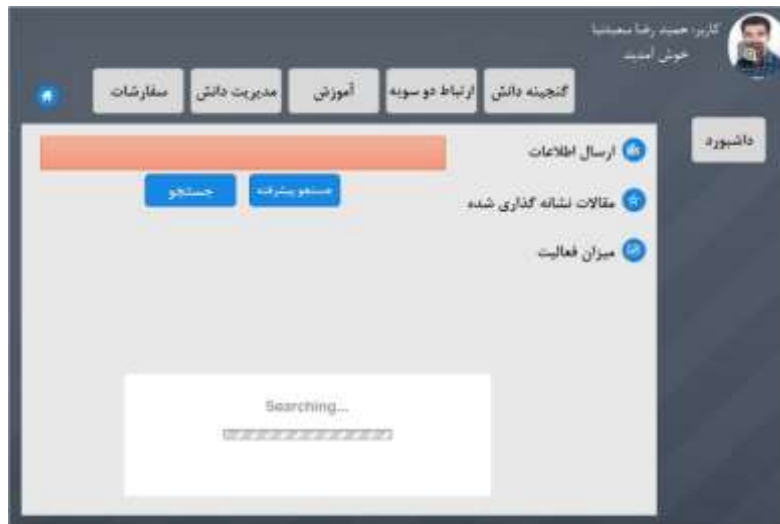 کاربر: حمید رضا سعیدنیا
خوش آمدید
گنجینه دانش
ارتباط دو سویه
آموزش
مدیریت دانش
سفارشات
داشبورد
ارسال اطلاعات
مقالات نشانه گذاری شده
میزان فعالیت
جستجو پیشرفته
جستجو
Searching...